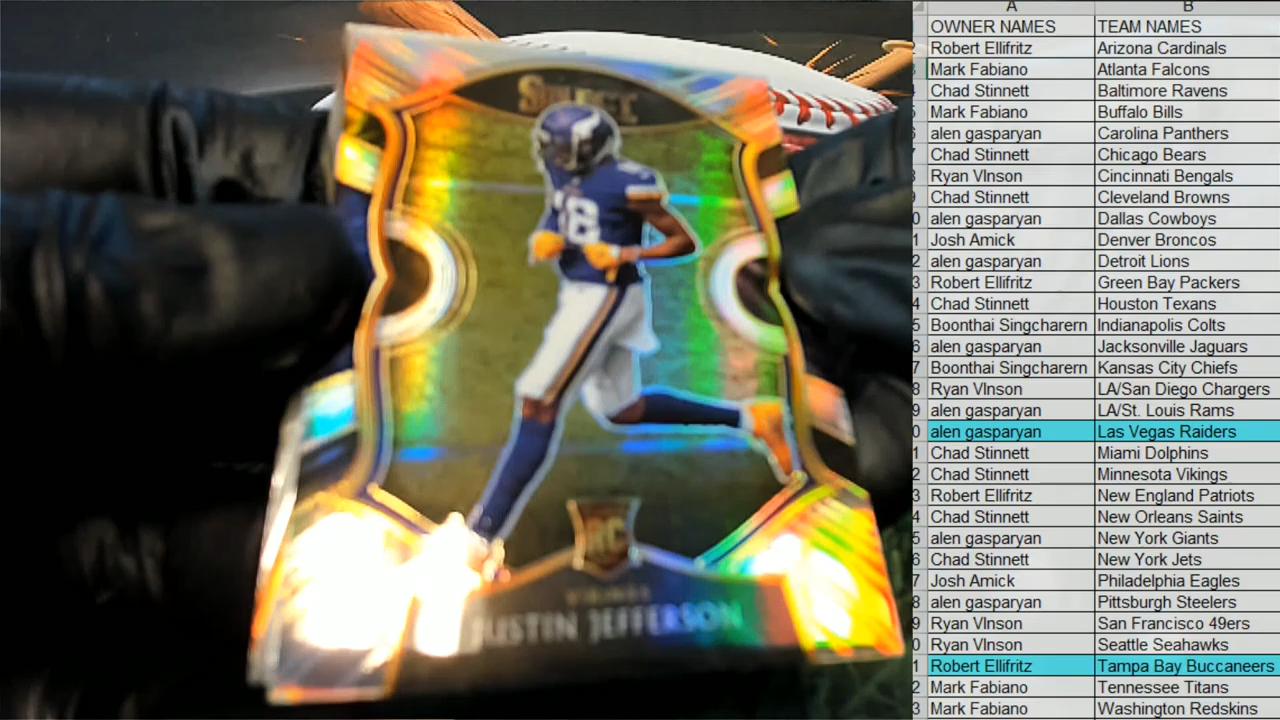 SELECT
18
RC
VIKINGS
JUSTIN JEFFERSON
A B
OWNER NAMES TEAM NAMES
Robert Ellifritz Arizona Cardinals
Mark Fabiano Atlanta Falcons
Chad Stinnett Baltimore Ravens
Mark Fabiano Buffalo Bills
alen gasparyan Carolina Panthers
Chad Stinnett Chicago Bears
Ryan VInson Cincinnati Bengals
Chad Stinnett Cleveland Browns
alen gasparyan Dallas Cowboys
Josh Amick Denver Broncos
alen gasparyan Detroit Lions
Robert Ellifritz Green Bay Packers
Chad Stinnett Houston Texans
Boonthai Singcharern Indianapolis Colts
alen gasparyan Jacksonville Jaguars
Boonthai Singcharern Kansas City Chiefs
Ryan VInson LA/San Diego Chargers
alen gasparyan LA/St. Louis Rams
alen gasparyan Las Vegas Raiders
Chad Stinnett Miami Dolphins
Chad Stinnett Minnesota Vikings
Robert Ellifritz New England Patriots
Chad Stinnett New Orleans Saints
alen gasparyan New York Giants
Chad Stinnett New York Jets
Josh Amick Philadelphia Eagles
alen gasparyan Pittsburgh Steelers
Ryan VInson San Francisco 49ers
Ryan VInson Seattle Seahawks
Robert Ellifritz Tampa Bay Buccaneers
Mark Fabiano Tennessee Titans
Mark Fabiano Washington Redskins